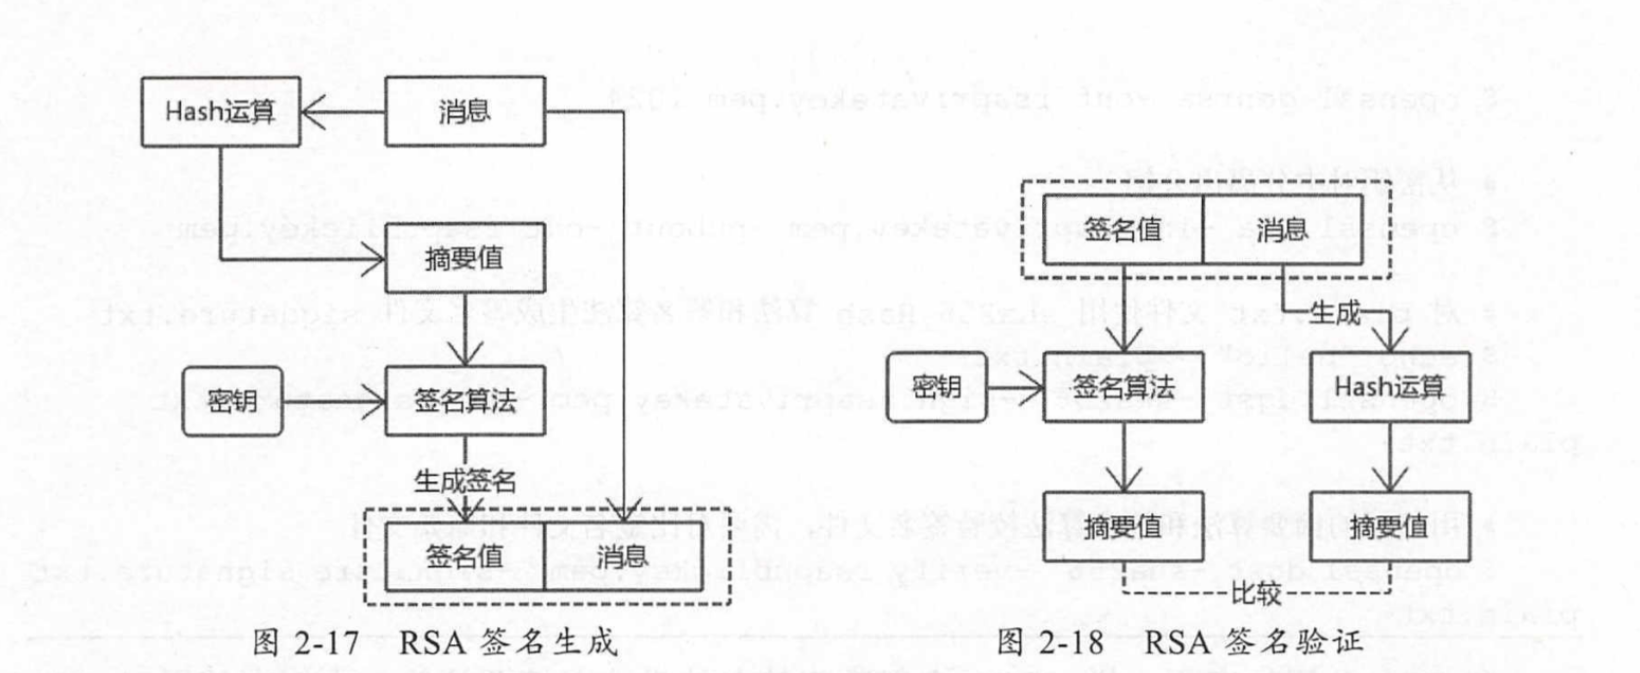 Hash运算
消息
摘要值
密钥
签名算法
生成签名
签名值 消息
图 2-17 RSA 签名生成
签名值 消息
生成
密钥
签名算法
Hash运算
摘要值
摘要值
比较
图 2-18 RSA 签名验证